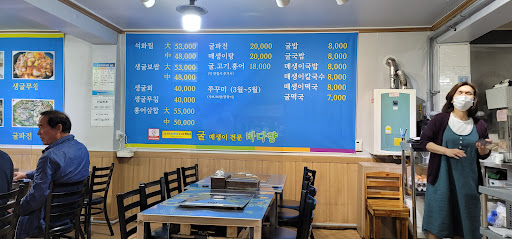 생굴무침
굴파전
석화찜 大 53,000
中 48,000
생굴보쌈 大 53,000
中 48,000
생굴회 40,000
생굴무침 40,000
홍어삼합 大 55,000
中 50,000
굴파전 20,000
매생이탕 20,000
굴.고기.홍어 18,000
쭈꾸미 (3월~5월)
굴밥 8,000
굴국밥 8,000
매생이국밥 8,000
매생이칼국수 8,000
매생이떡국 8,000
굴떡국 7,000
굴 매생이 전문 바다향